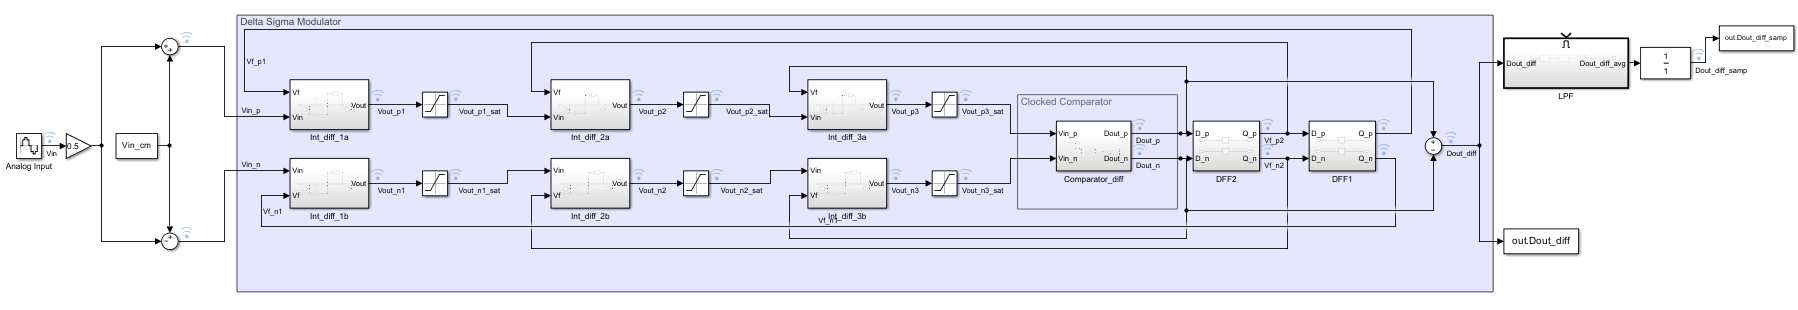 Delta Sigma Modulator
out.Dout_diff_samp
Vf_p1
Dout_diff
Dout_diff_avg
1
1
Dout_diff_samp
LPF
Clocked Comparator
Vf
Vin
Vout
Int_diff_1a
Vin_p
Vout_p1
Vout_p1_sat
Vf
Vin
Vout
Int_diff_2a
Vout_p2
Vout_p2_sat
Vf
Vin
Vout
Int_diff_3a
Vout_p3
Vout_p3_sat
Analog Input
Vin
0.5
Vin_cm
Vin_p
Vin_n
Dout_p
Dout_n
Comparator_diff
Dout_p
Dout_n
D_p
D_n
Q_p
Q_n
DFF2
Vf_p2
Vf_n2
D_p
D_n
Q_p
Q_n
DFF1
Dout_diff
Vin_n
Vin
Vf
Vout
Int_diff_1b
Vf_n1
Vout_n1
Vout_n1_sat
Vin
Vf
Vout
Int_diff_2b
Vout_n2
Vout_n2_sat
Vin
Vf
Vout
Int_diff_3b
Vout_n3
Vout_n3_sat
out.Dout_diff